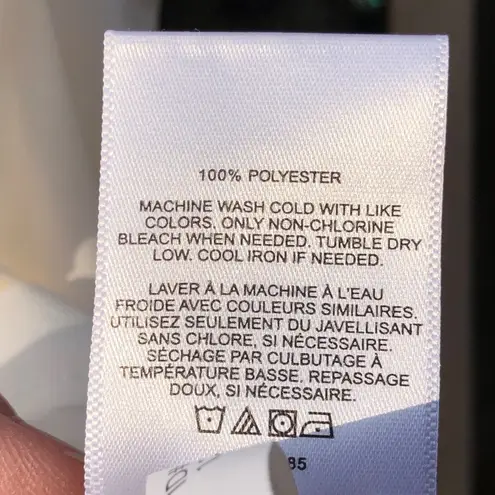 100% POLYESTER
MACHINE WASH COLD WITH LIKE
COLORS. ONLY NON-CHLORINE
BLEACH WHEN NEEDED. TUMBLE DRY
LOW. COOL IRON IF NEEDED.
LAVER À LA MACHINE À L'EAU
FROIDE AVEC COULEURS SIMILAIRES.
UTILISEZ SEULEMENT DU JAVELLISANT
SANS CHLORE, SI NÉCESSAIRE.
SÉCHAGE PAR CULBUTAGE À
TEMPÉRATURE BASSE. REPASSAGE
DOUX, SI NÉCESSAIRE.
85